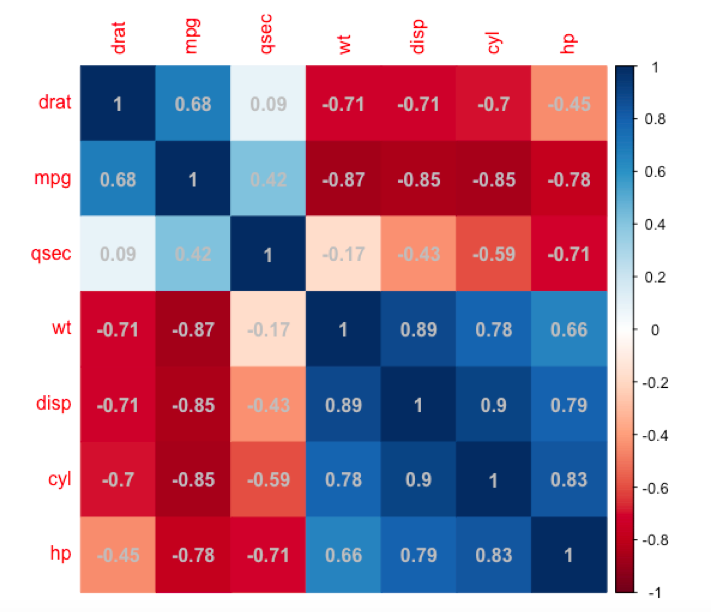 drat mpg qsec wt disp cyl hp
drat 1 0.68 0.09 -0.71 -0.71 -0.7 -0.45
mpg 0.68 1 0.42 -0.87 -0.85 -0.85 -0.78
qsec 0.09 0.42 1 -0.17 -0.43 -0.59 -0.71
wt -0.71 -0.87 -0.17 1 0.89 0.78 0.66
disp -0.71 -0.85 -0.43 0.89 1 0.9 0.79
cyl -0.7 -0.85 -0.59 0.78 0.9 1 0.83
hp -0.45 -0.78 -0.71 0.66 0.79 0.83 1
1
0.8
0.6
0.4
0.2
0
-0.2
-0.4
-0.6
-0.8
-1